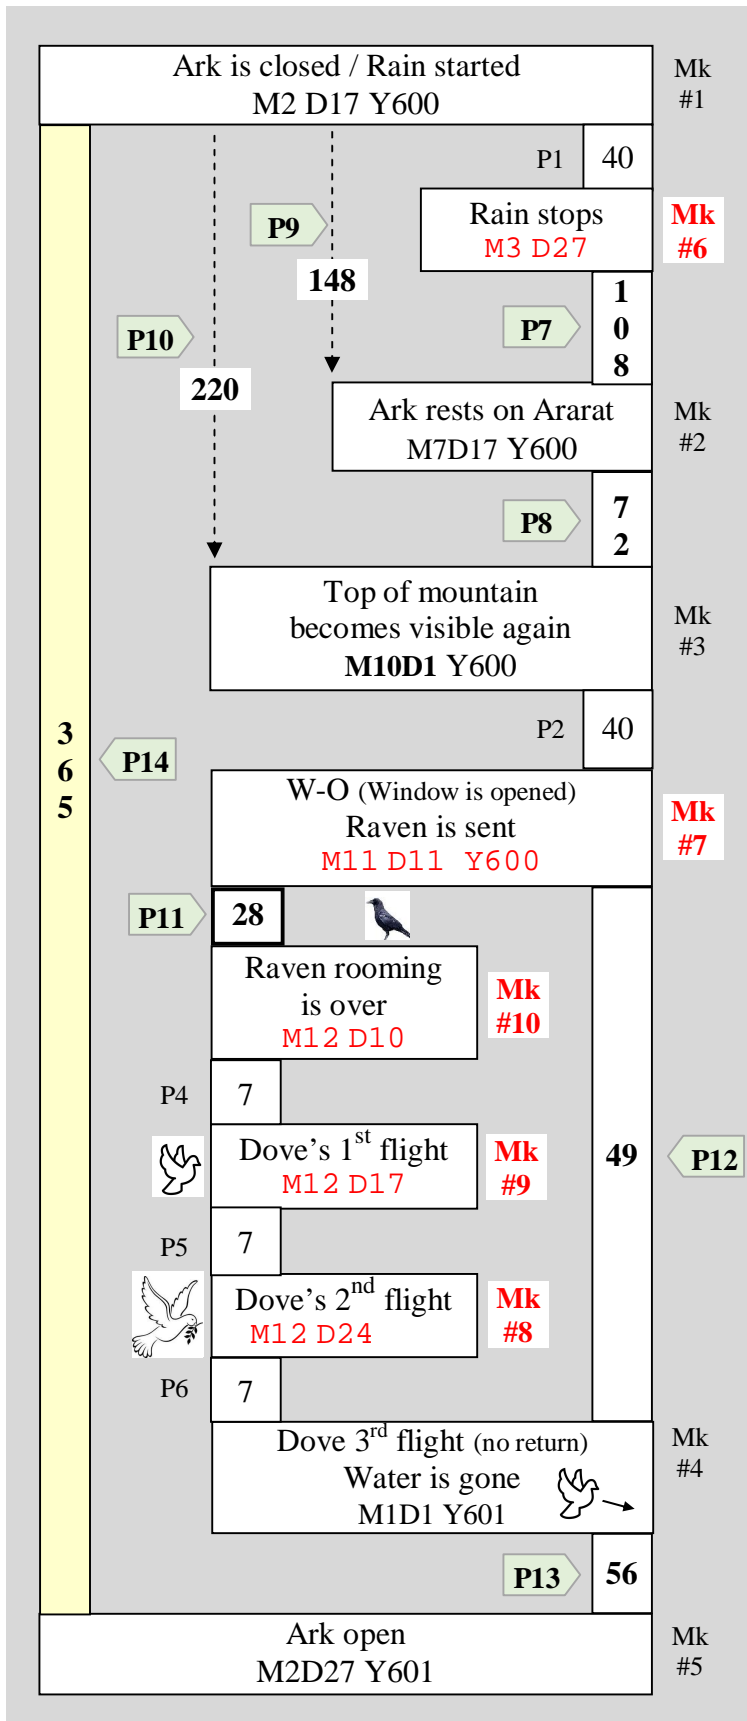 Ark is closed / Rain started
M2 D17 Y600
Mk
#1
P1
40
Rain stops
M3 D27
Mk
#6
P9
148
1
0
8
P7
P10
220
Ark rests on Ararat
M7D17 Y600
Mk
#2
P8
7
2
Top of mountain
becomes visible again
M10D1 Y600
Mk
#3
P2
40
3
6
5
P14
W-O (Window is opened)
Raven is sent
M11 D11 Y600
Mk
#7
P11
28
Raven rooming
is over
M12 D10
Mk
#10
P4
7
Dove's 1st flight
M12 D17
Mk
#9
49
P12
P5
7
Dove's 2nd flight
M12 D24
Mk
#8
P6
7
Dove 3rd flight (no return)
Water is gone
M1D1 Y601
Mk
#4
P13
56
Ark open
M2D27 Y601
Mk
#5